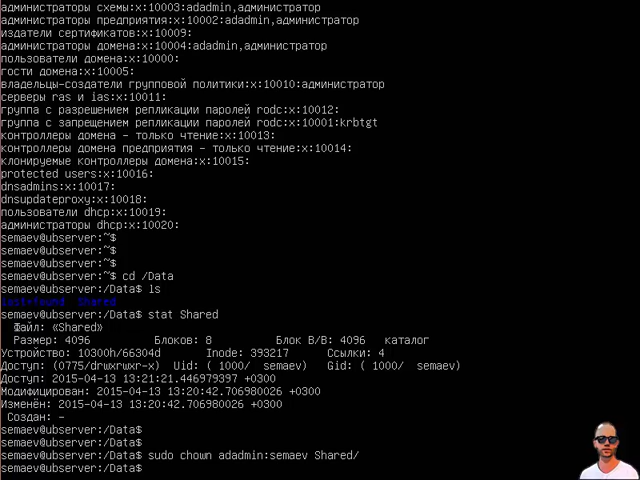 администраторы схемы:x:10003:adadmin,администратор
администраторы предприятия:x:10002:adadmin,администратор
издатели сертификатов:x:10009:
администраторы домена:x:10004:adadmin,администратор
пользователи домена:x:10000:
гости домена:x:10005:
владельцы-создатели групповой политики:x:10010:администратор
серверы ras и ias:x:10011:
группа с разрешением репликации паролей rodc:x:10012:
группа с запрещением репликации паролей rodc:x:10001:krbtgt
контроллеры домена - только чтение:x:10013:
контроллеры домена предприятия - только чтение:x:10014:
клонируемые контроллеры домена:x:10015:
protected users:x:10016:
dnsadmins:x:10017:
dnsupdateproxy:x:10018:
пользователи dhcp:x:10019:
администраторы dhcp:x:10020:
semaev@ubserver:~$
semaev@ubserver:~$
semaev@ubserver:~$
semaev@ubserver:~$ cd /Data
semaev@ubserver:/Data$ ls
lost+found Shared
semaev@ubserver:/Data$ stat Shared
Файл: «Shared»
Размер: 4096 Блоков: 8 Блок В/В: 4096 каталог
Устройство: 10300h/66304d Inode: 393217 Ссылки: 4
Доступ: (0775/drwxrwxr-x) Uid: ( 1000/ semaev) Gid: ( 1000/ semaev)
Доступ: 2015-04-13 13:21:21.446979397 +0300
Модифицирован: 2015-04-13 13:20:42.706980026 +0300
Изменён: 2015-04-13 13:20:42.706980026 +0300
Создан: -
semaev@ubserver:/Data$
semaev@ubserver:/Data$
semaev@ubserver:/Data$ sudo chown adadmin:semaev Shared/
semaev@ubserver:/Data$